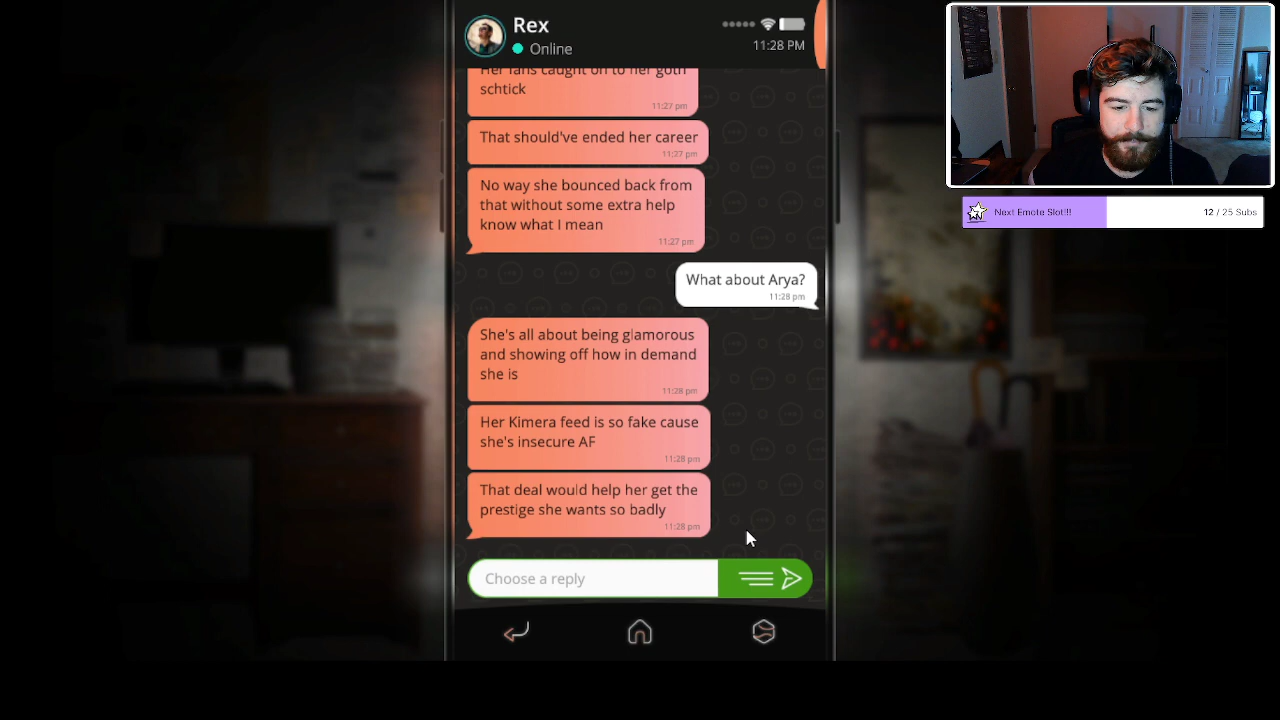 Rex
Online
11:28 PM
Her fans caught on to her goth
schtick
11:27 pm
That should've ended her career
11:27 pm
No way she bounced back from
that without some extra help
know what I mean
11:27 pm
What about Arya?
11:28 pm
She's all about being glamorous
and showing off how in demand
she is
11:28 pm
Her Kimera feed is so fake cause
she's insecure AF
11:28 pm
That deal would help her get the
prestige she wants so badly
11:28 pm
Choose a reply
Next Emote Slot!!!
12 / 25 Subs